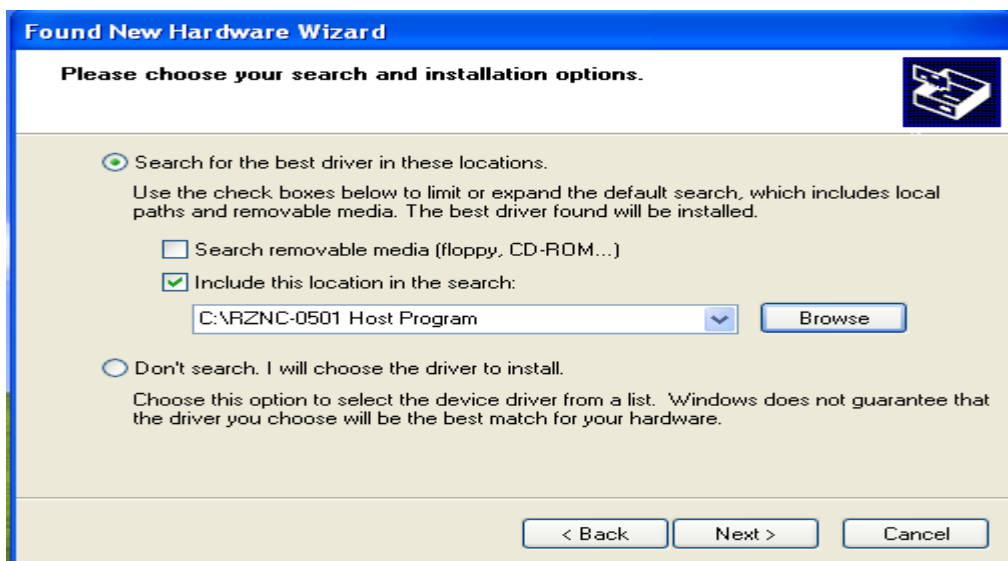 Found New Hardware Wizard
Please choose your search and installation options.
Search for the best driver in these locations.
Use the check boxes below to limit or expand the default search, which includes local
paths and removable media. The best driver found will be installed.
Search removable media (floppy, CD-ROM...)
Include this location in the search:
C:\RZNC-0501 Host Program
Browse
Don't search. I will choose the driver to install.
Choose this option to select the device driver from a list. Windows does not guarantee that
the driver you choose will be the best match for your hardware.
< Back
Next >
Cancel